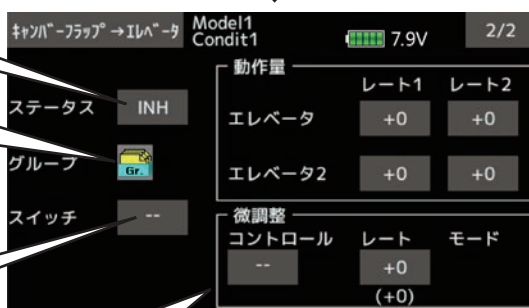 ｷｬﾝﾊﾞｰﾌﾗｯﾌﾟ→ｴﾚﾍﾞｰﾀ Model1 Condit1 7.9V 2/2
動作量
レート1 レート2
ステータス INH エレベータ +0 +0
グループ Gr. エレベータ2 +0 +0
スイッチ --
微調整
コントロール レート モード
-- +0
(+0)